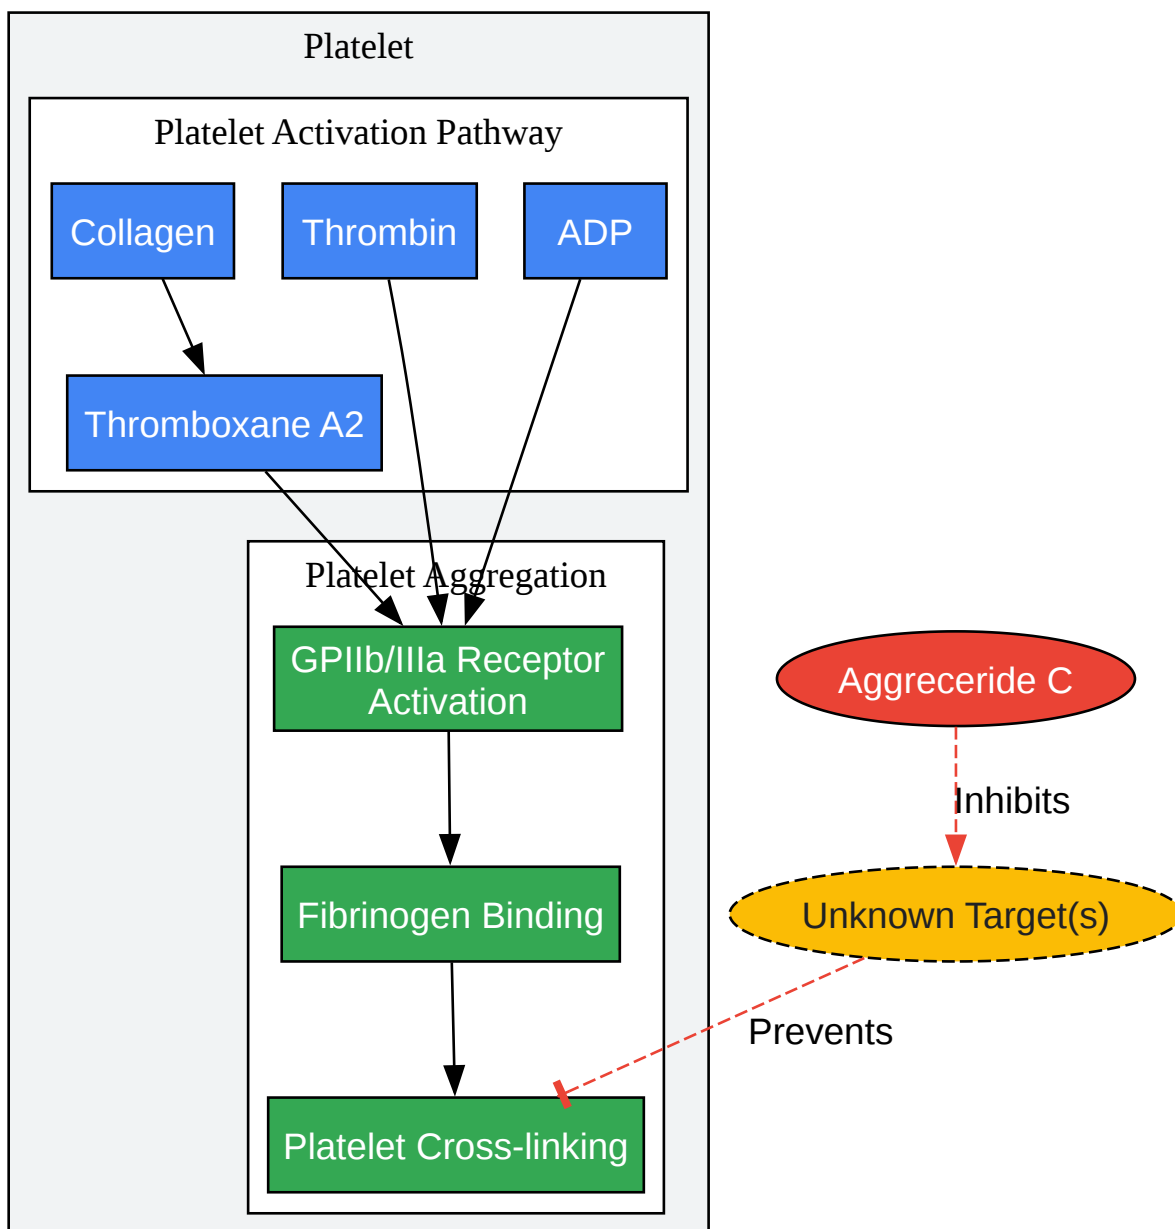 Platelet
Platelet Activation Pathway
Collagen
Thrombin
ADP
Thromboxane A2
Platelet Aggregation
GPIIb/IIIa Receptor
Activation
Aggreceride C
Inhibits
Fibrinogen Binding
Unknown Target(s)
Prevents
Platelet Cross-linking